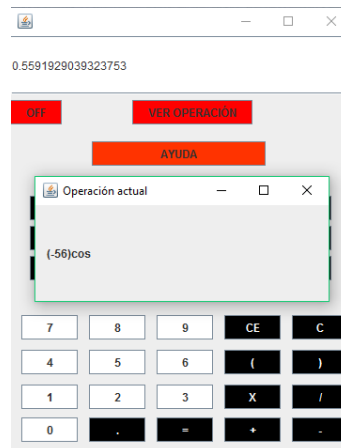 0.5591929039323753
OFF VER OPERACIÓN
AYUDA
Operación actual
(-56)cos
7 8 9 CE C
4 5 6 ( )
1 2 3 X /
0 . = + -